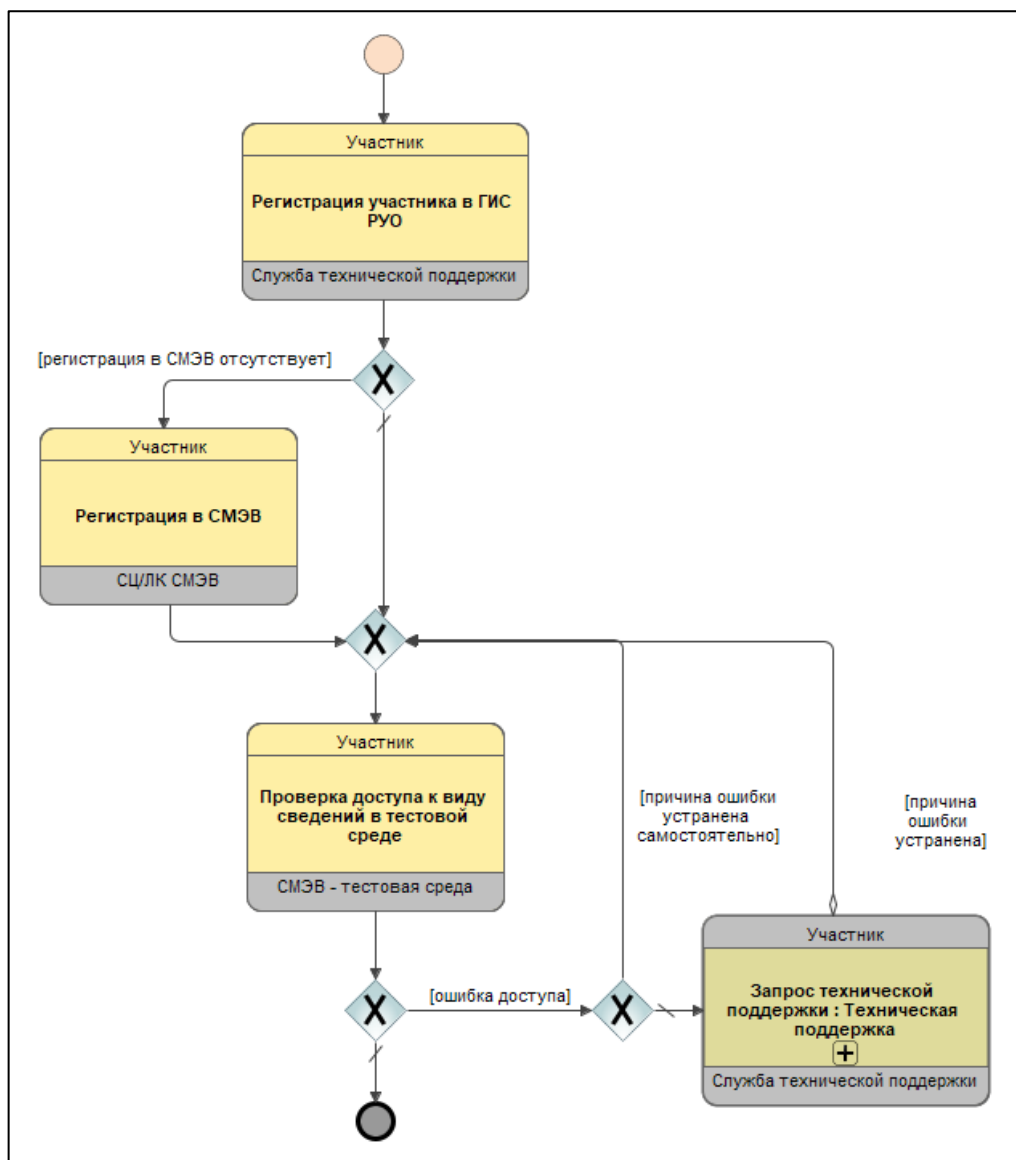 Участник
Регистрация участника в ГИС
РУО
Служба технической поддержки
[регистрация в СМЭВ отсутствует]
X
Участник
Регистрация в СМЭВ
СЦ/ЛК СМЭВ
X
Участник
Проверка доступа к виду
сведений в тестовой
среде
СМЭВ - тестовая среда
[причина ошибки
устранена
самостоятельно]
[причина
ошибки
устранена]
X
[ошибка доступа]
X
Участник
Запрос технической
поддержки : Техническая
поддержка
+
Служба технической поддержки